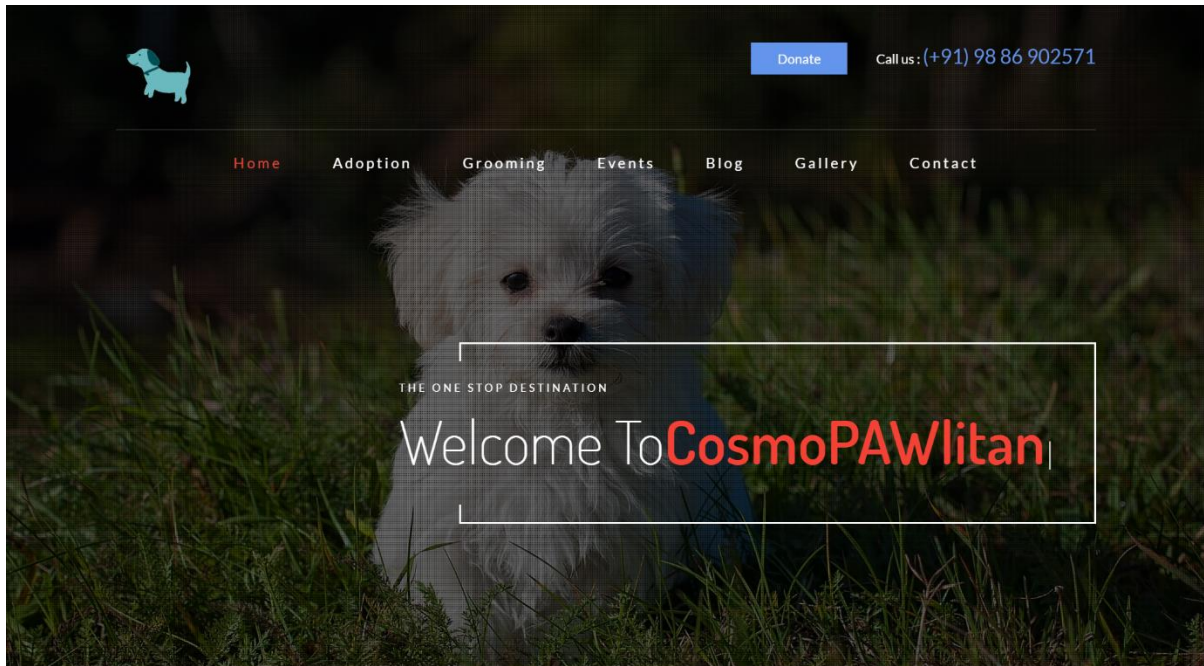 Donate
Call us : (+91) 98 86 902571
Home Adoption Grooming Events Blog Gallery Contact
THE ONE STOP DESTINATION
Welcome ToCosmoPAWlitan